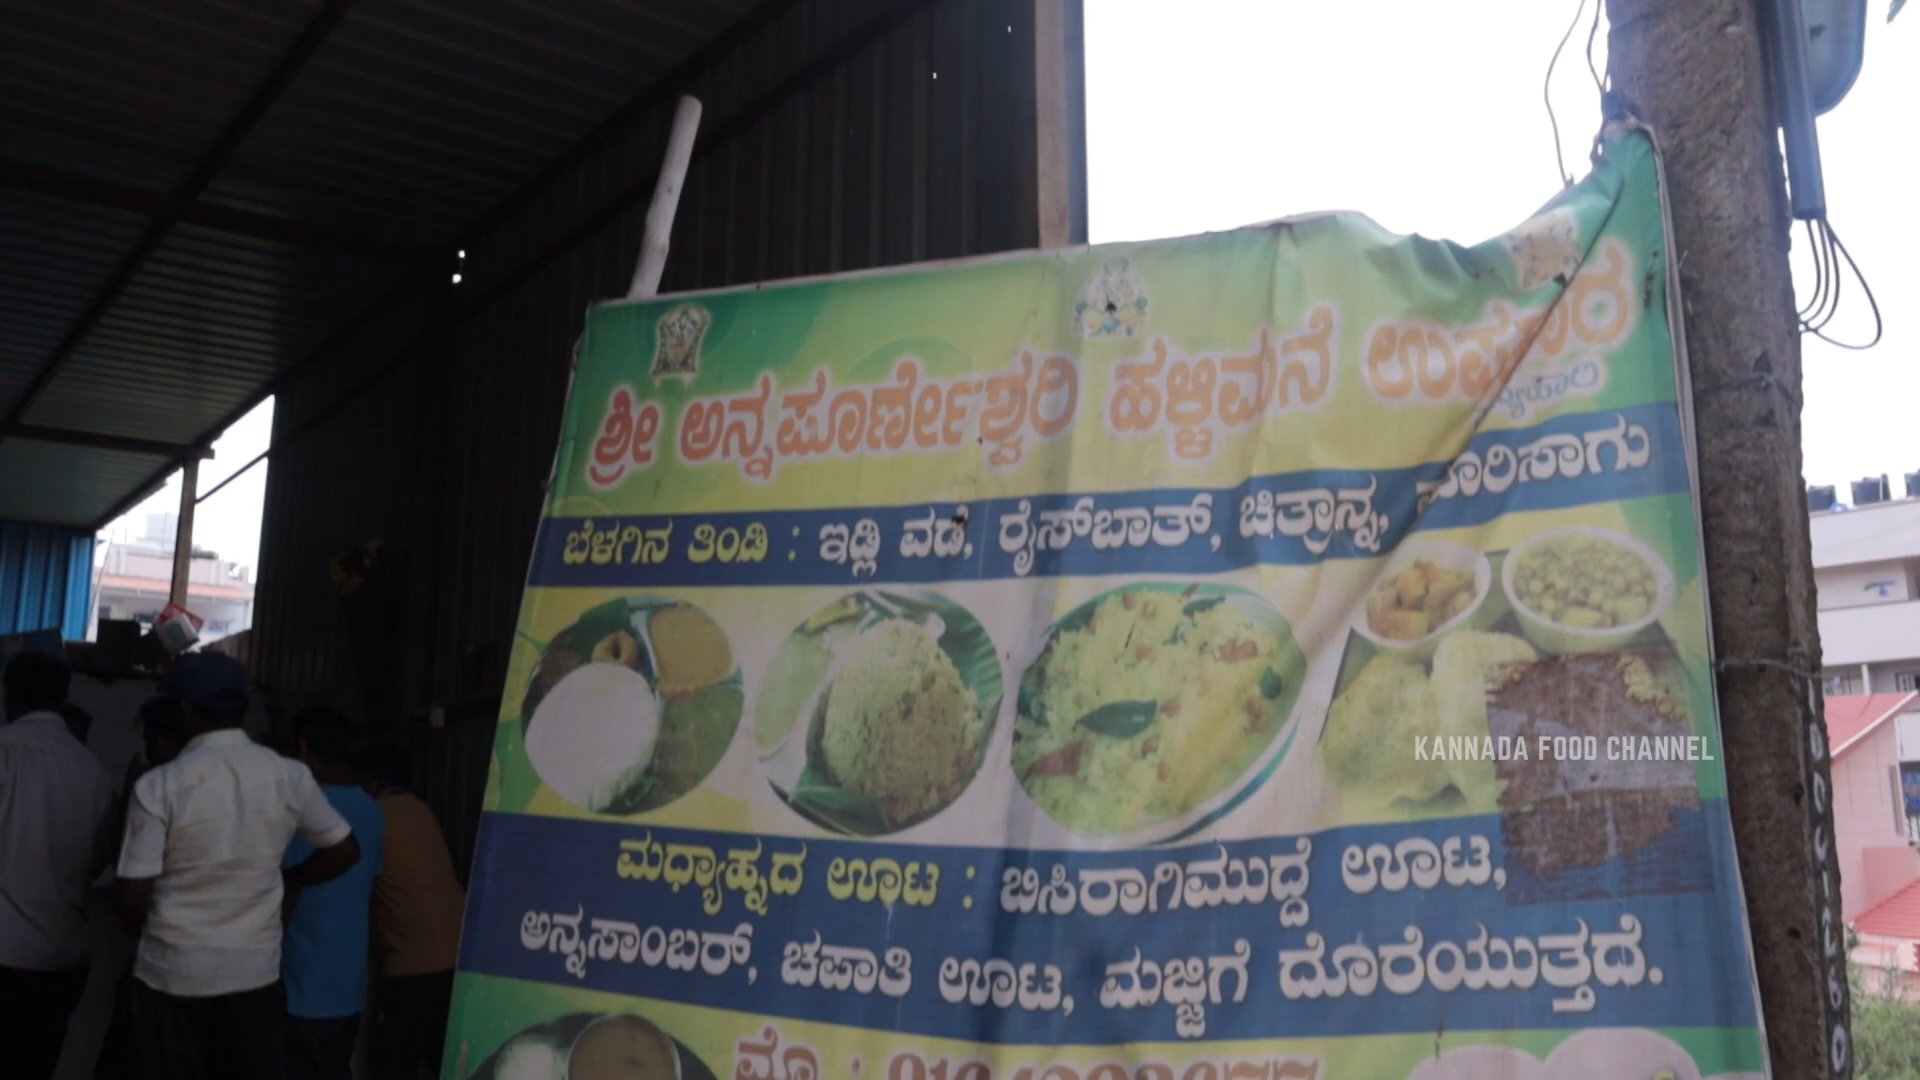 ಶ್ರೀ ಅನ್ನಪೂರ್ಣೇಶ್ವರಿ ಹಳ್ಳಿಮನೆ
ಬೆಳಗಿನ ತಿಂಡಿ : ಇಡ್ಲಿ ವಡೆ, ರೈಸ್‌ಬಾತ್, ಚಿತ್ರಾನ್ನ,
KANNADA FOOD CHANNEL
ಮಧ್ಯಾಹ್ನದ ಊಟ : ಬಿಸಿರಾಗಿಮುದ್ದೆ ಊಟ,
ಅನ್ನಸಾಂಬರ್, ಚಪಾತಿ ಊಟ, ಮಜ್ಜಿಗೆ ದೊರೆಯುತ್ತದೆ.
ಮೊ :